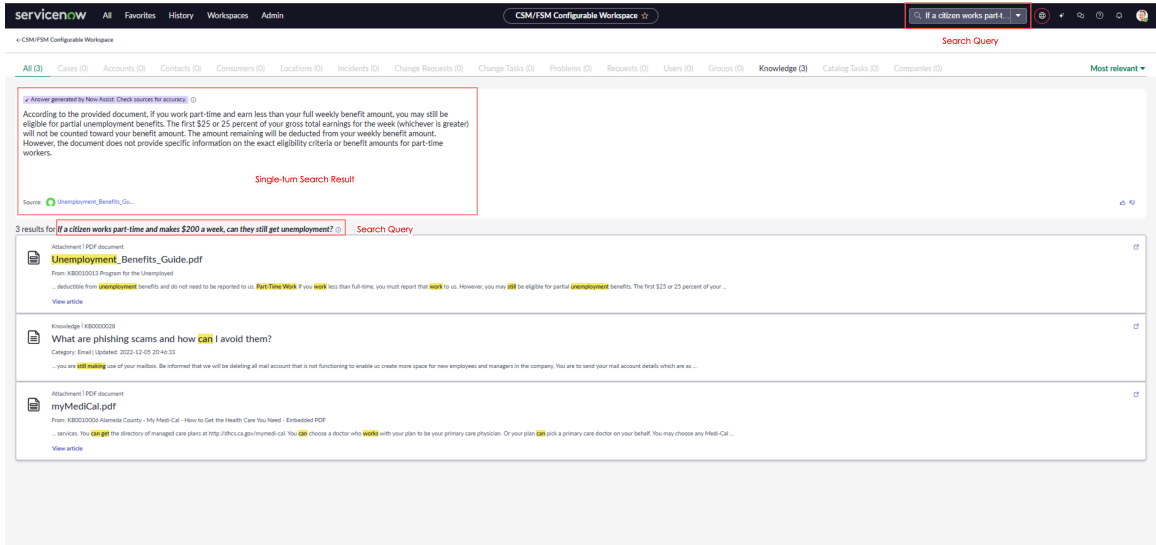 servicenow All Favorites History Workspaces Admin CSM/FSM Configurable Workspace If a citizen works part-t...
CSM/FSM Configurable Workspace
Search Query
All (3) Cases (0) Accounts (0) Contacts (0) Consumers (0) Locations (0) Incidents (0) Change Requests (0) Change Tasks (0) Problems (0) Requests (0) Users (0) Groups (0) Knowledge (3) Catalog Tasks (0) Companies (0) Most relevant
Answer generated by Now Assist. Check sources for accuracy.
According to the provided document, if you work part-time and earn less than your full weekly benefit amount, you may still be
eligible for partial unemployment benefits. The first $25 or 25 percent of your gross total earnings for the week (whichever is greater)
will not be counted toward your benefit amount. The amount remaining will be deducted from your weekly benefit amount.
However, the document does not provide specific information on the exact eligibility criteria or benefit amounts for part-time
workers.
Single-turn Search Result
Source: Unemployment_Benefits_Gu...
3 results for If a citizen works part-time and makes $200 a week, can they still get unemployment? Search Query
Attachment | PDF document
Unemployment_Benefits_Guide.pdf
From: KB0010013 Program for the Unemployed
... deductible from unemployment benefits and do not need to be reported to us. Part-Time Work If you work less than full-time, you must report that work to us. However, you may still be eligible for partial unemployment benefits. The first $25 or 25 percent of your ...
View article
Knowledge | KB0000028
What are phishing scams and how can I avoid them?
Category: Email | Updated: 2022-12-05 20:46:33
... you are still making use of your mailbox. Be informed that we will be deleting all mail account that is not functioning to enable us create more space for new employees and managers in the company. You are to send your mail account details which are as ...
Attachment | PDF document
myMediCal.pdf
From: KB0010006 Alameda County - My Medi-Cal - How to Get the Health Care You Need - Embedded PDF
... services. You can get the directory of managed care plans at http://dhcs.ca.gov/mymedi-cal. You can choose a doctor who works with your plan to be your primary care physician. Or your plan can pick a primary care doctor on your behalf. You may choose any Medi-Cal ...
View article